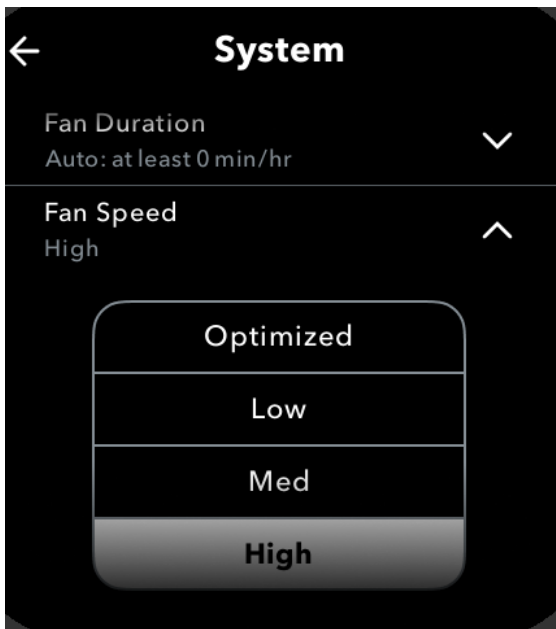 System
Fan Duration
Auto: at least 0 min/hr
Fan Speed
High
Optimized
Low
Med
High